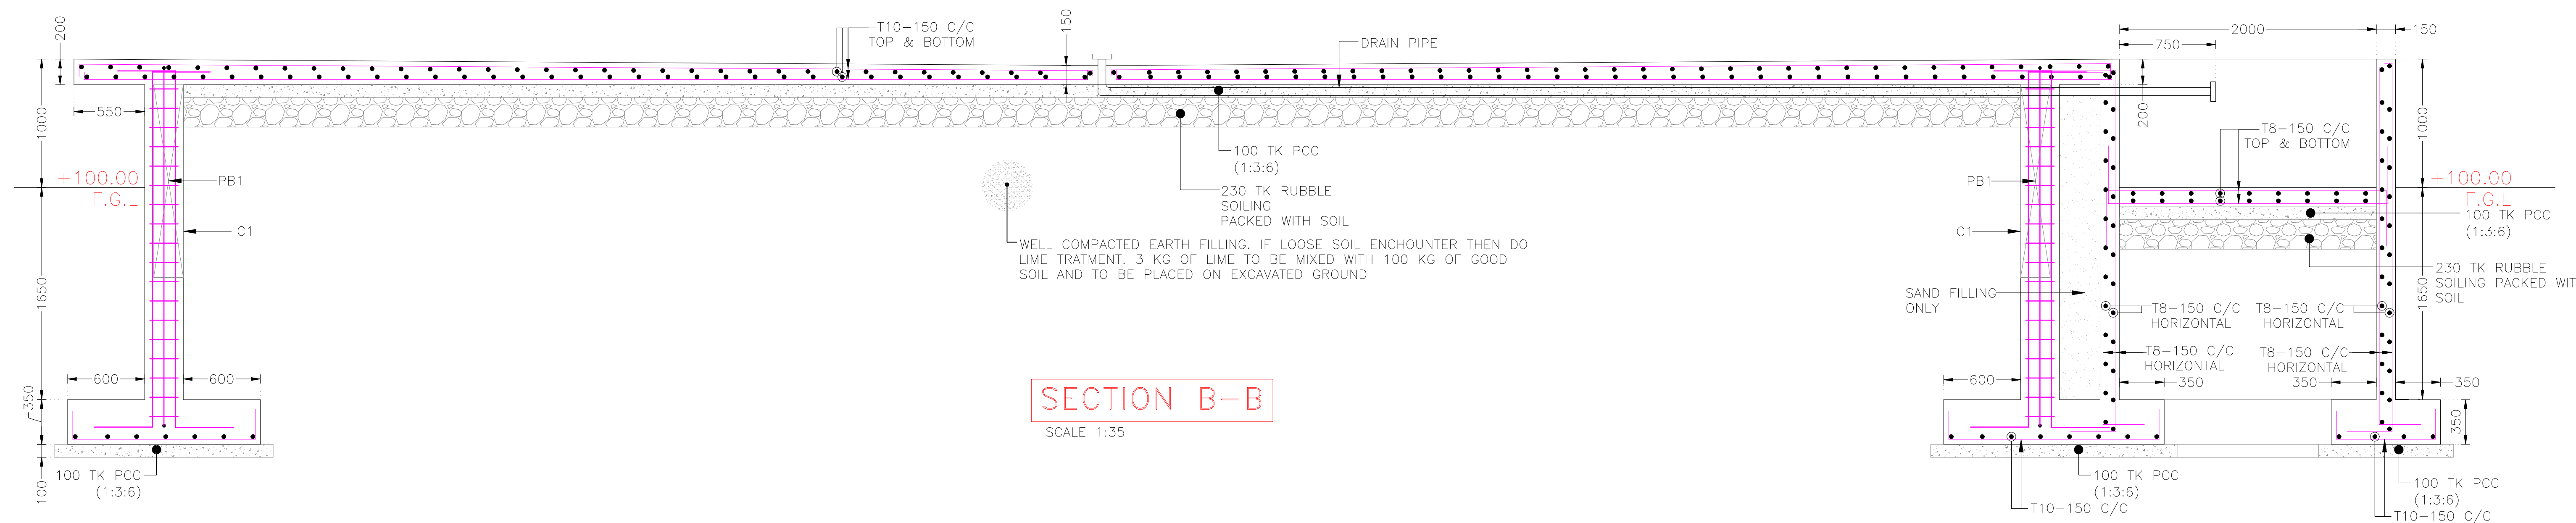 200
T10-150 C/C
TOP & BOTTOM
150
DRAIN PIPE
2000
150
750
550
1000
200
1000
T8-150 C/C
TOP & BOTTOM
100 TK PCC
(1:3:6)
+100.00
F.G.L
PB1
230 TK RUBBLE
SOILING
PACKED WITH SOIL
PB1
+100.00
F.G.L
100 TK PCC
(1:3:6)
C1
C1
WELL COMPACTED EARTH FILLING. IF LOOSE SOIL ENCHOUNTER THEN DO
LIME TRATMENT. 3 KG OF LIME TO BE MIXED WITH 100 KG OF GOOD
SOIL AND TO BE PLACED ON EXCAVATED GROUND
230 TK RUBBLE
SOILING PACKED WIT
SOIL
1650
SAND FILLING
ONLY
1650
T8-150 C/C
HORIZONTAL
T8-150 C/C
HORIZONTAL
T8-150 C/C
HORIZONTAL
T8-150 C/C
HORIZONTAL
600
600
600
350
350
350
350
350
SECTION B-B
SCALE 1:35
100
100 TK PCC
(1:3:6)
100 TK PCC
(1:3:6)
T10-150 C/C
100 TK PCC
(1:3:6)
T10-150 C/C